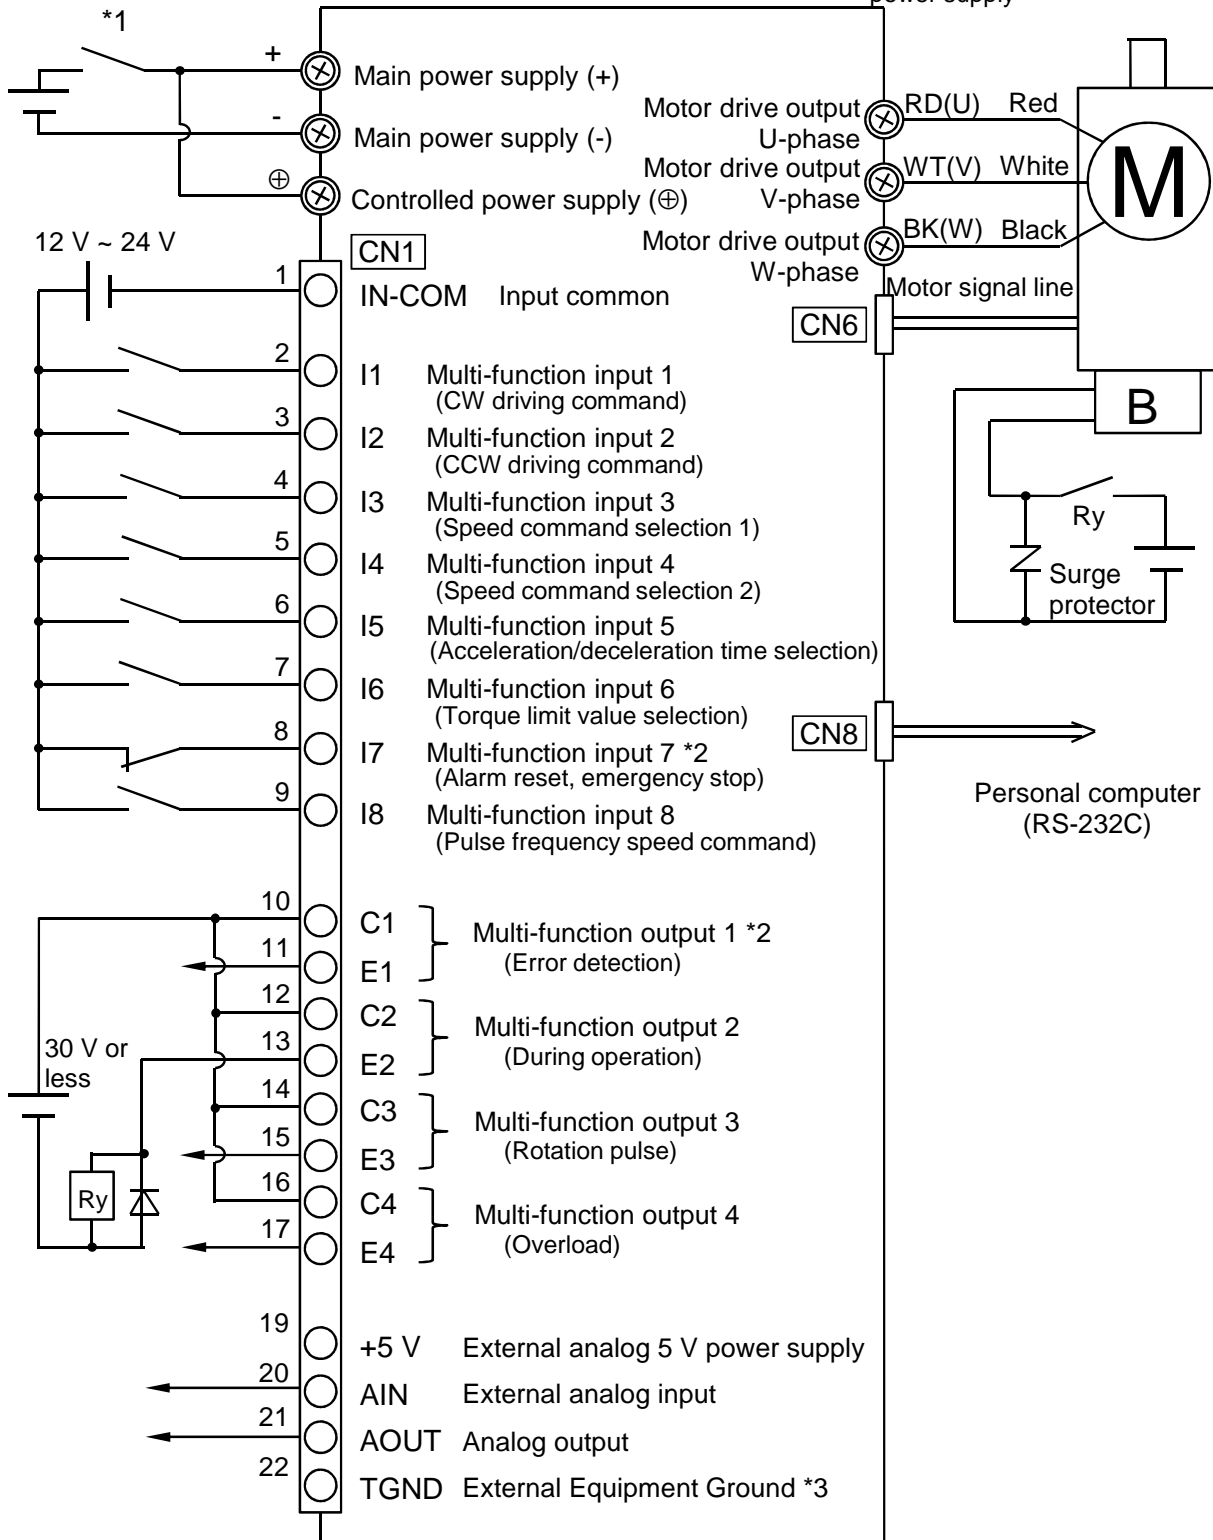 power supply
*1
+
Main power supply (+)
-
Main power supply (-)
⊕
Controlled power supply (⊕)
Motor drive output
U-phase
RD(U) Red
Motor drive output
V-phase
WT(V) White
Motor drive output
W-phase
BK(W) Black
M
Motor signal line
CN6
B
Ry
Surge
protector
12 V ~ 24 V
CN1
1 IN-COM Input common
2 I1 Multi-function input 1
(CW driving command)
3 I2 Multi-function input 2
(CCW driving command)
4 I3 Multi-function input 3
(Speed command selection 1)
5 I4 Multi-function input 4
(Speed command selection 2)
6 I5 Multi-function input 5
(Acceleration/deceleration time selection)
7 I6 Multi-function input 6
(Torque limit value selection)
8 I7 Multi-function input 7 *2
(Alarm reset, emergency stop)
9 I8 Multi-function input 8
(Pulse frequency speed command)
CN8
Personal computer
(RS-232C)
10 C1
11 E1
Multi-function output 1 *2
(Error detection)
12 C2
13 E2
Multi-function output 2
(During operation)
14 C3
15 E3
Multi-function output 3
(Rotation pulse)
16 C4
17 E4
Multi-function output 4
(Overload)
30 V or
less
Ry
19 +5 V External analog 5 V power supply
20 AIN External analog input
21 AOUT Analog output
22 TGND External Equipment Ground *3